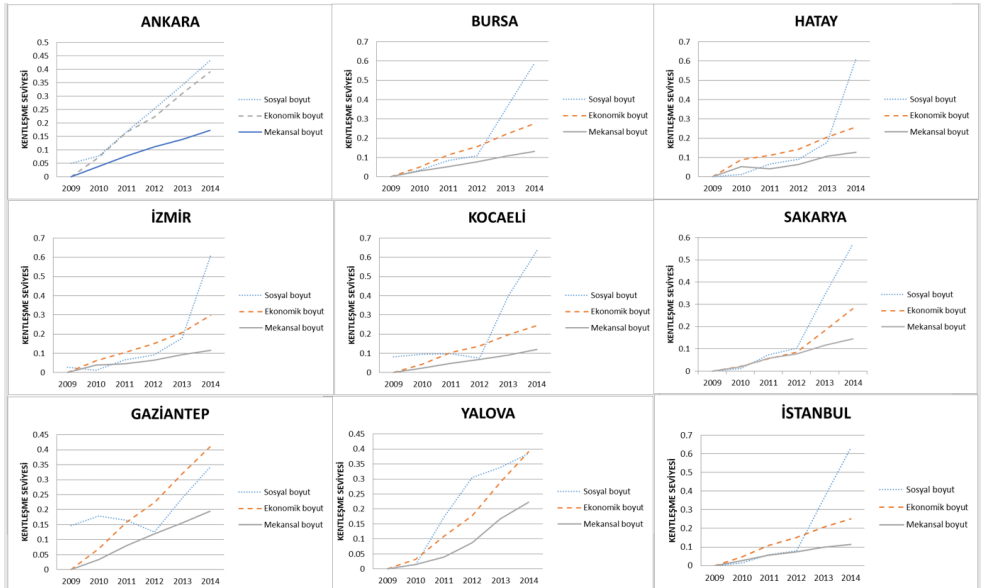 ANKARA
KENTLEŞME SEVİYESİ
0.5
0.45
0.4
0.35
0.3
0.25
0.2
0.15
0.1
0.05
0
2009 2010 2011 2012 2013 2014
Sosyal boyut
Ekonomik boyut
Mekansal boyut
BURSA
KENTLEŞME SEVİYESİ
0.7
0.6
0.5
0.4
0.3
0.2
0.1
0
2009 2010 2011 2012 2013 2014
Sosyal boyut
Ekonomik boyut
Mekansal boyut
HATAY
KENTLEŞME SEVİYESİ
0.7
0.6
0.5
0.4
0.3
0.2
0.1
0
2009 2010 2011 2012 2013 2014
Sosyal boyut
Ekonomik boyut
Mekansal boyut
İZMİR
KENTLEŞME SEVİYESİ
0.7
0.6
0.5
0.4
0.3
0.2
0.1
0
2009 2010 2011 2012 2013 2014
Sosyal boyut
Ekonomik boyut
Mekansal boyut
KOCAELİ
KENTLEŞME SEVİYESİ
0.7
0.6
0.5
0.4
0.3
0.2
0.1
0
2009 2010 2011 2012 2013 2014
Sosyal boyut
Ekonomik boyut
Mekansal boyut
SAKARYA
KENTLEŞME SEVİYESİ
0.6
0.5
0.4
0.3
0.2
0.1
0
2009 2010 2011 2012 2013 2014
Sosyal boyut
Ekonomik boyut
Mekansal boyut
GAZİANTEP
KENTLEŞME SEVİYESİ
0.45
0.4
0.35
0.3
0.25
0.2
0.15
0.1
0.05
0
2009 2010 2011 2012 2013 2014
Sosyal boyut
Ekonomik boyut
Mekansal boyut
YALOVA
KENTLEŞME SEVİYESİ
0.45
0.4
0.35
0.3
0.25
0.2
0.15
0.1
0.05
0
2009 2010 2011 2012 2013 2014
Sosyal boyut
Ekonomik boyut
Mekansal boyut
İSTANBUL
KENTLEŞME SEVİYESİ
0.7
0.6
0.5
0.4
0.3
0.2
0.1
0
2009 2010 2011 2012 2013 2014
Sosyal boyut
Ekonomik boyut
Mekansal boyut